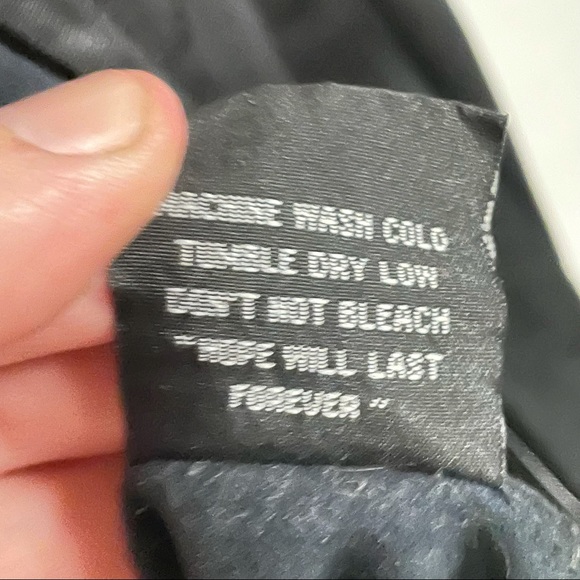 MACHINE WASH COLD
TUMBLE DRY LOW
DON'T NOT BLEACH
"HOPE WILL LAST
FOREVER"